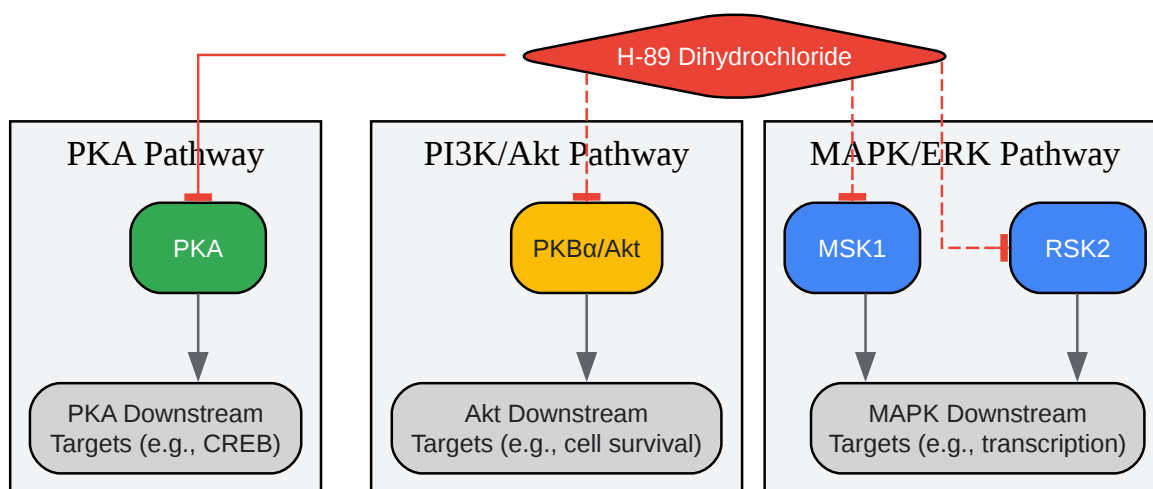 H-89 Dihydrochloride
PKA Pathway
PI3K/Akt Pathway
MAPK/ERK Pathway
PKA
PKBα/Akt
MSK1
RSK2
PKA Downstream
Targets (e.g., CREB)
Akt Downstream
Targets (e.g., cell survival)
MAPK Downstream
Targets (e.g., transcription)